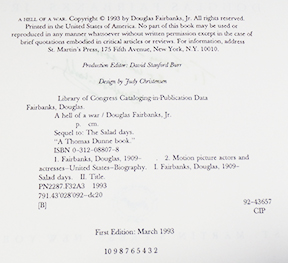 A HELL OF A WAR. Copyright © 1993 by Douglas Fairbanks, Jr. All rights reserved.
Printed in the United States of America. No part of this book may be used or
reproduced in any manner whatsoever without written permission except in the case of
brief quotations embodied in critical articles or reviews. For information, address
St. Martin's Press, 175 Fifth Avenue, New York, N.Y. 10010.
Production Editor: David Stanford Burr
Design by Judy Christensen
Library of Congress Cataloging-in-Publication Data
Fairbanks, Douglas.
A hell of a war / Douglas Fairbanks, Jr.
p. cm.
Sequel to: The Salad days.
"A Thomas Dunne book."
ISBN 0-312-08807-8
1. Fairbanks, Douglas, 1909- . 2. Motion picture actors and
actresses—United States—Biography. I. Fairbanks, Douglas, 1909-
Salad days. II. Title.
PN2287.F32A3 1993
791.43'028'092—dc20
[B]
92-43657
CIP
First Edition: March 1993
10 9 8 7 6 5 4 3 2